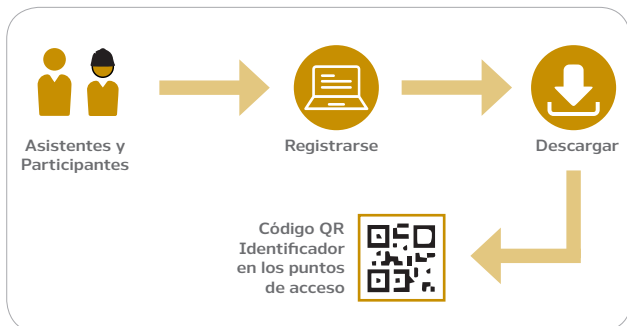 Asistentes y
Participantes
Registrarse
Descargar
Código QR
Identificador
en los puntos
de acceso